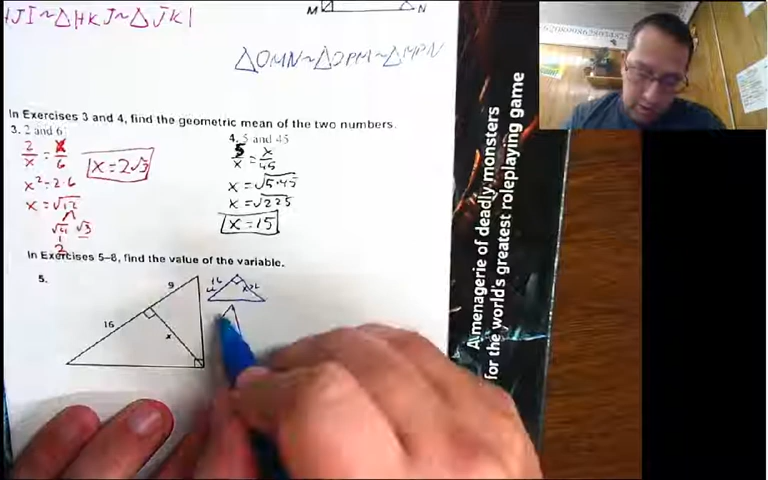 HJI~△HKJ~△JKI
M N
△OMN~△OPM~△MPN
In Exercises 3 and 4, find the geometric mean of the two numbers.
3. 2 and 6
2/x = x/6
x=2√3
x²=2·6
x = √12
√4 √3
2
4. 5 and 45
5/x = x/45
x = √5·45
x = √225
x = 15
In Exercises 5–8, find the value of the variable.
5.
9
16
x
A menagerie of deadly monsters
for the world's greatest roleplaying game